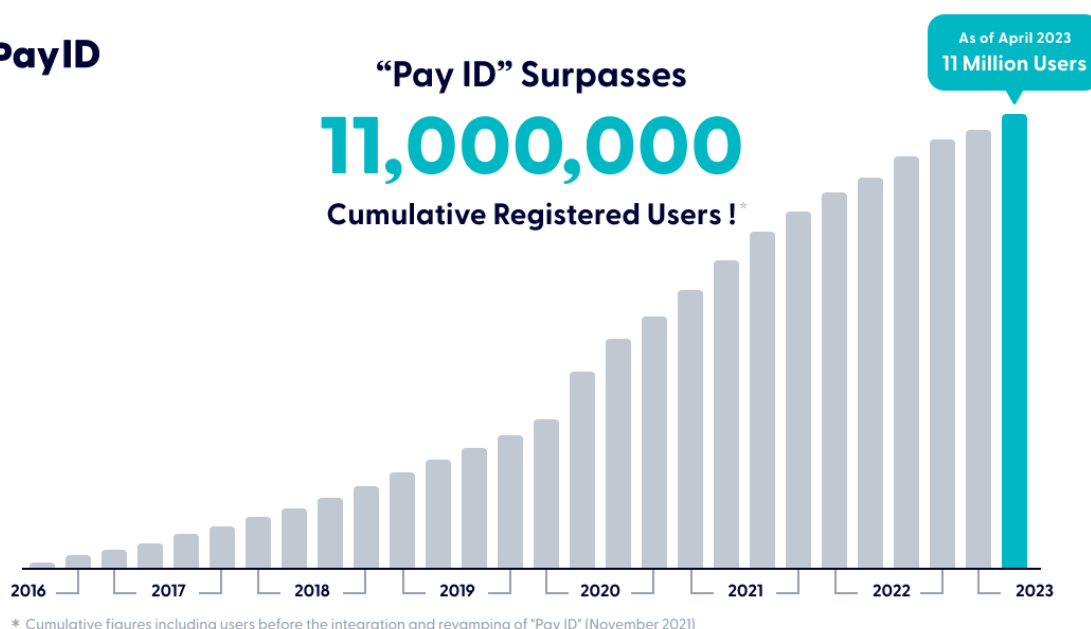 PayID
As of April 2023
11 Million Users
“Pay ID” Surpasses
11,000,000
Cumulative Registered Users !*
2016 2017 2018 2019 2020 2021 2022 2023
* Cumulative figures including users before the integration and revamping of "Pay ID" (November 2021)